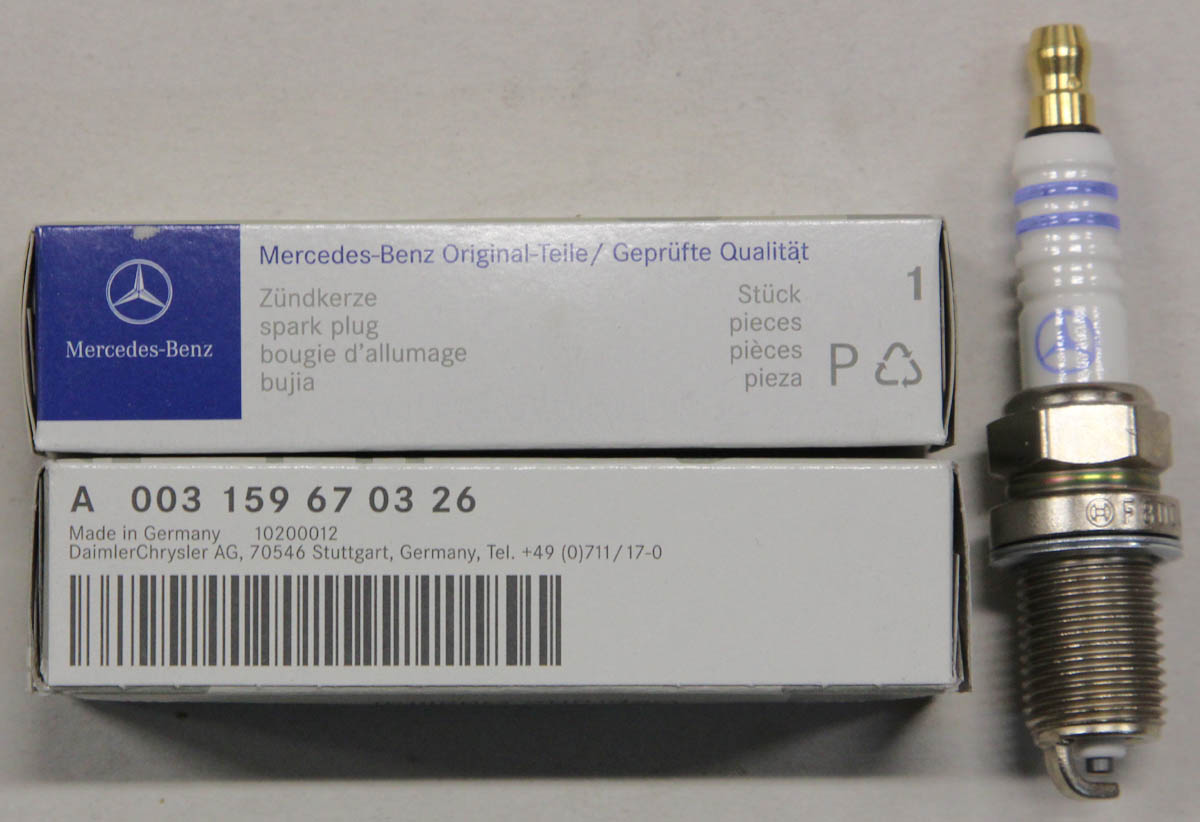 Mercedes-Benz
Mercedes-Benz Original-Teile/ Geprüfte Qualität
Zündkerze
spark plug
bougie d'allumage
bujia
Stück
pieces
pièces
pieza
1
P
A 003 159 67 03 26
Made in Germany 10200012
DaimlerChrysler AG, 70546 Stuttgart, Germany, Tel. +49 (0)711/17-0